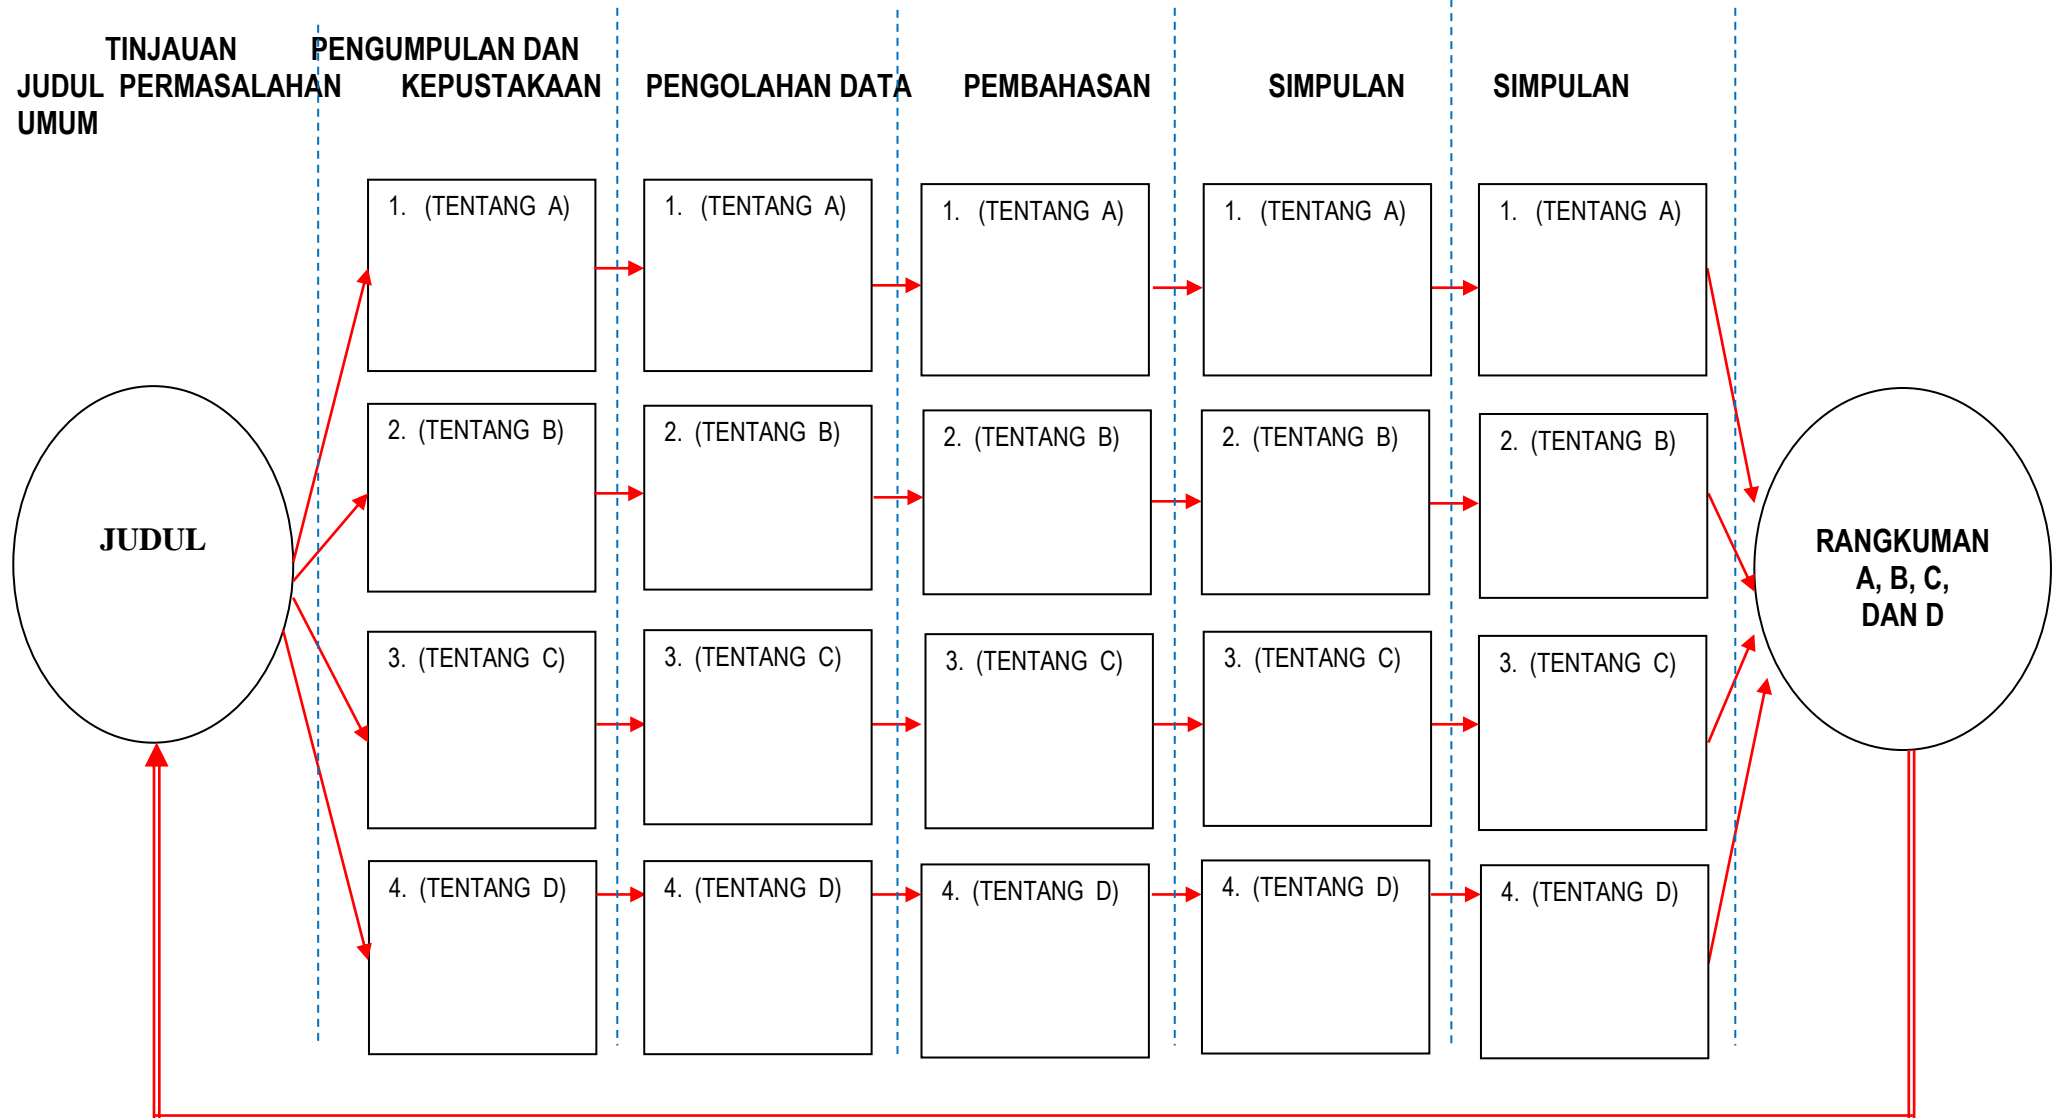 TINJAUAN PENGUMPULAN DAN
JUDUL PERMASALAHAN KEPUSTAKAAN PENGOLAHAN DATA PEMBAHASAN SIMPULAN SIMPULAN
UMUM
1. (TENTANG A)
1. (TENTANG A)
1. (TENTANG A)
1. (TENTANG A)
1. (TENTANG A)
2. (TENTANG B)
2. (TENTANG B)
2. (TENTANG B)
2. (TENTANG B)
2. (TENTANG B)
JUDUL
RANGKUMAN
A, B, C,
DAN D
3. (TENTANG C)
3. (TENTANG C)
3. (TENTANG C)
3. (TENTANG C)
3. (TENTANG C)
4. (TENTANG D)
4. (TENTANG D)
4. (TENTANG D)
4. (TENTANG D)
4. (TENTANG D)